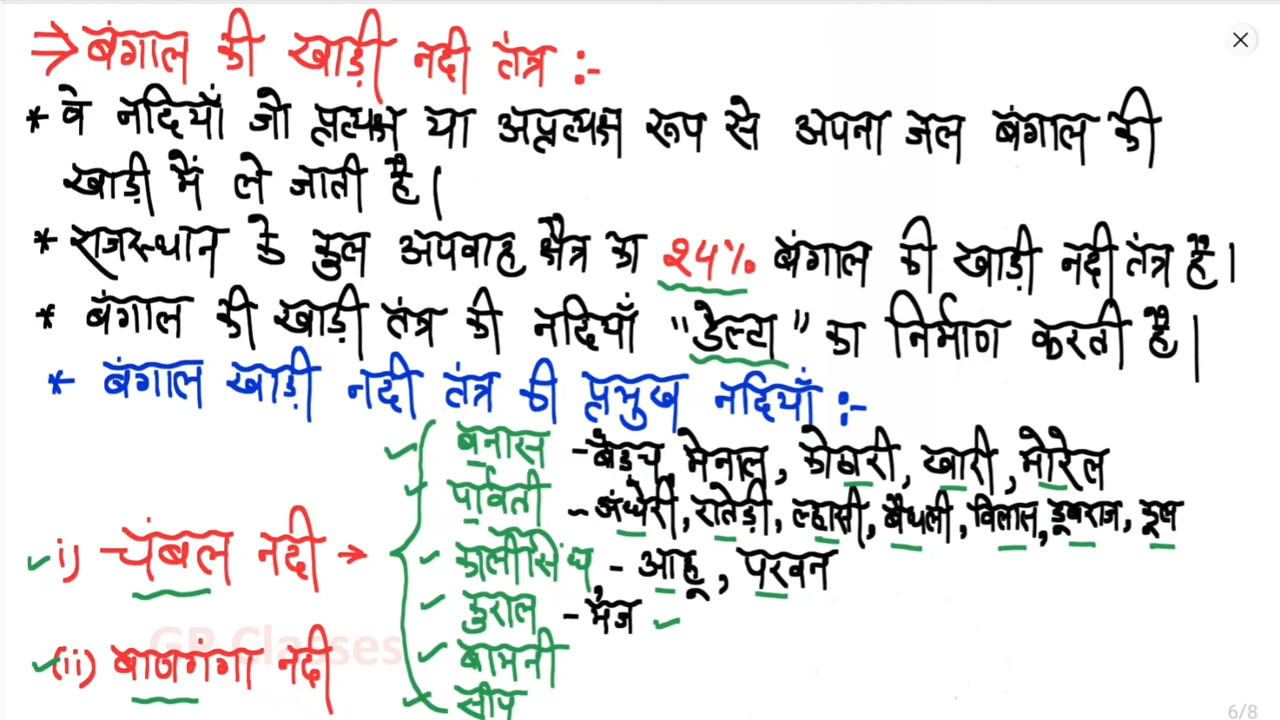 ⇒ बंगाल की खाड़ी नदी तंत्र :-
* वे नदियाँ जो प्रत्यक्ष या अप्रत्यक्ष रूप से अपना जल बंगाल की
खाड़ी में ले जाती है।
* राजस्थान के कुल अपवाह क्षैत्र का 24% बंगाल की खाड़ी नदी तंत्र है।
* बंगाल की खाड़ी तंत्र की नदियाँ "डेल्टा" का निर्माण करती है।
* बंगाल खाड़ी नदी तंत्र की प्रमुख नदियाँ :-
बनास - बेड़च, मेनाल, कोठारी, खारी, मोरेल
पार्वती - अंधेरी, रातेड़ी, ल्हासी, बैथली, विलास, डूबराज, डूब
i) चंबल नदी → कालीसिंध, - आहू, परवन
कुराल - मेज
(ii) बाणगंगा नदी बामनी
सीप
GR Classes
6/8